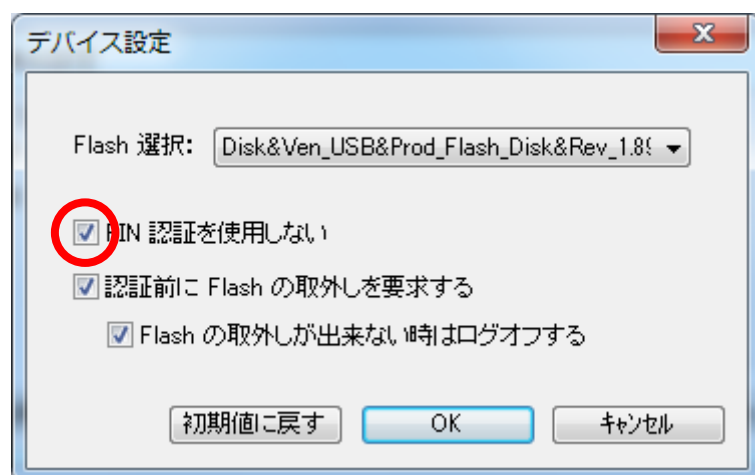 デバイス設定
Flash 選択: Disk&Ven_USB&Prod_Flash_Disk&Rev_1.89
PIN 認証を使用しない
認証前に Flash の取外しを要求する
Flash の取外しが出来ない時はログオフする
初期値に戻す OK キャンセル